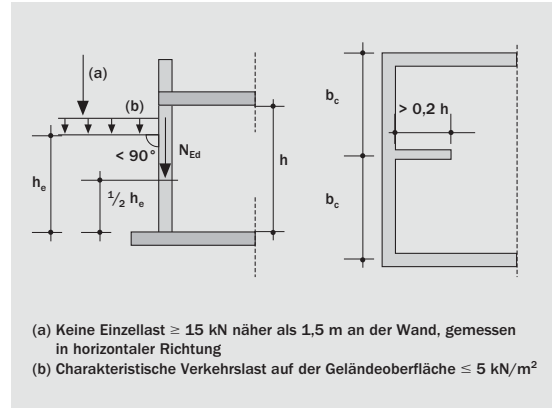 (a)
(b)
< 90°
N_Ed
h_e
½ h_e
h
b_c
> 0,2 h
b_c
(a) Keine Einzellast ≥ 15 kN näher als 1,5 m an der Wand, gemessen
in horizontaler Richtung
(b) Charakteristische Verkehrslast auf der Geländeoberfläche ≤ 5 kN/m²